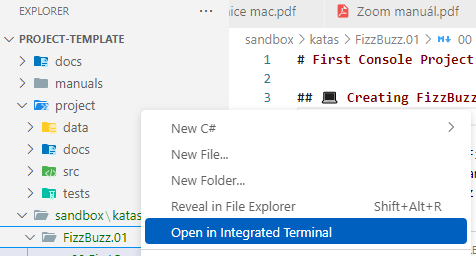 EXPLORER
...
nice mac.pdf
Zoom manuál.pdf
PROJECT-TEMPLATE
sandbox > katas > FizzBuzz.01 > 00
docs
1 # First Console Project
manuals
2
project
3 ## 💻 Creating FizzBuzz
data
docs
src
tests
sandbox \ katas
FizzBuzz.01
New C#
New File...
New Folder...
Reveal in File Explorer Shift+Alt+R
Open in Integrated Terminal